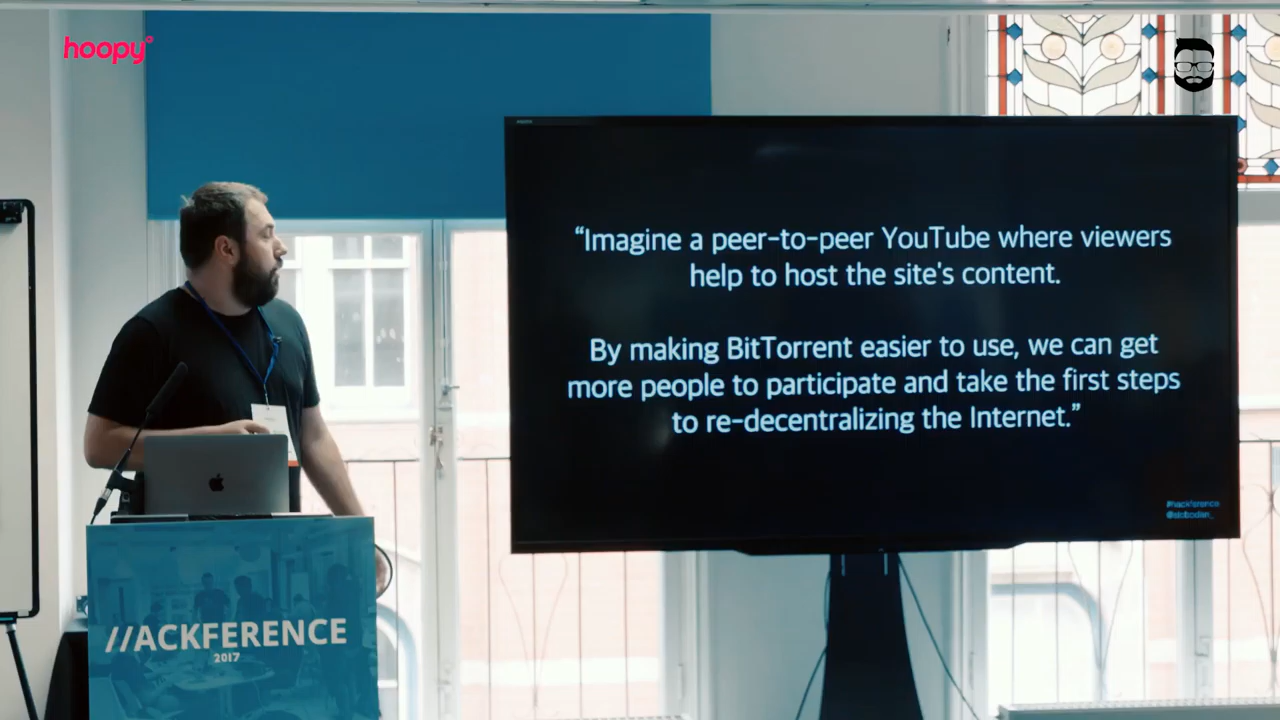 hoopy
“Imagine a peer-to-peer YouTube where viewers
help to host the site's content.
By making BitTorrent easier to use, we can get
more people to participate and take the first steps
to re-decentralizing the Internet.”
#hackference
@slobodan_
//ACKFERENCE
2017